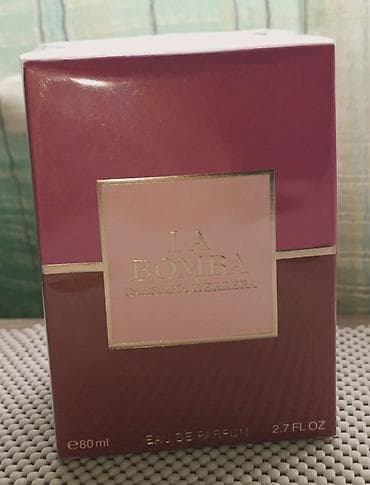 LA
BOMBA
CAROLINA HERRERA
℮80 ml EAU DE PARFUM 2.7 FL OZ